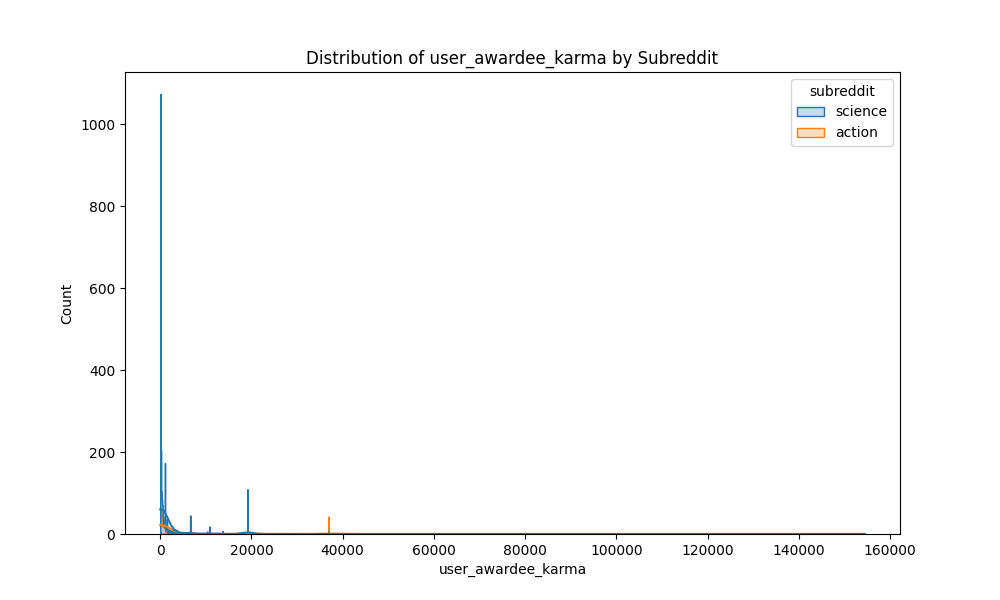 Distribution of user_awardee_karma by Subreddit
subreddit
science
action
Count
1000
800
600
400
200
0
0 20000 40000 60000 80000 100000 120000 140000 160000
user_awardee_karma